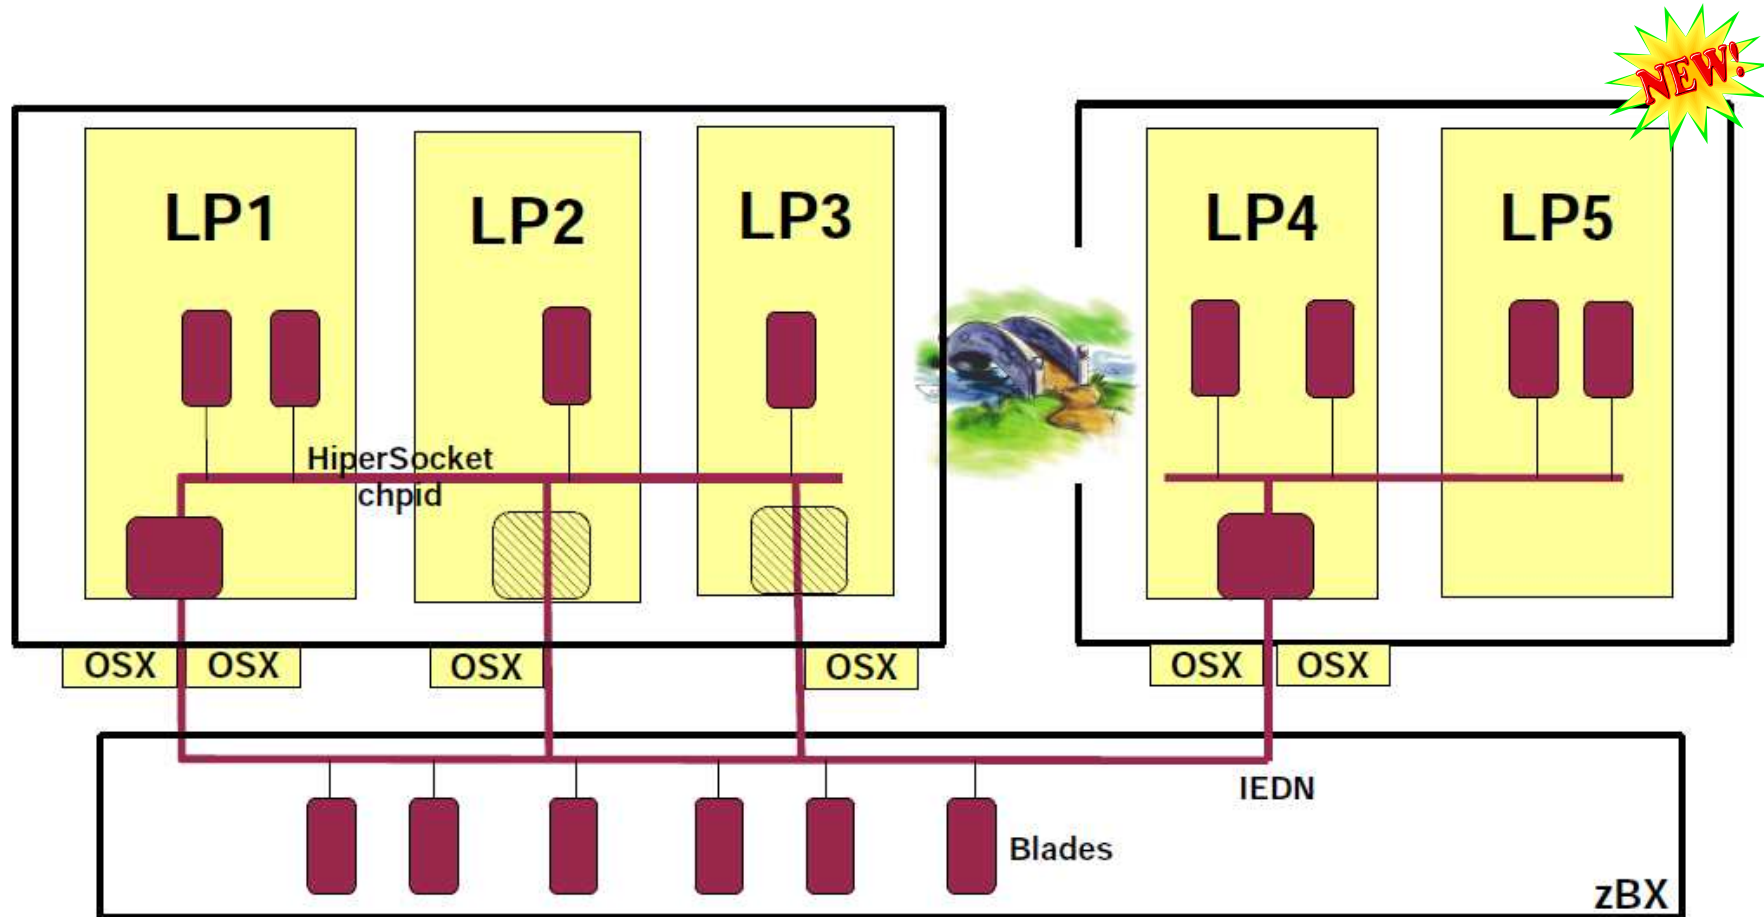 NEW!
LP1
LP2
LP3
LP4
LP5
HiperSocket
chpid
OSX
OSX
OSX
OSX
OSX
OSX
IEDN
Blades
zBX